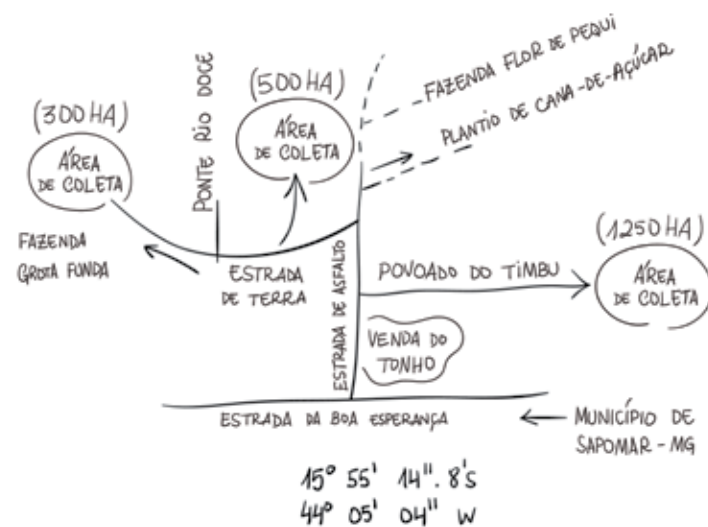 (300 HA)
ÁREA
DE COLETA
PONTE RIO DOCE
(500 HA)
ÁREA
DE COLETA
FAZENDA FLOR DE PEQUI
PLANTIO DE CANA-DE-AÇÚCAR
FAZENDA
GROTA FUNDA
ESTRADA
DE TERRA
ESTRADA DE ASFALTO
POVOADO DO TIMBU
(1250 HA)
ÁREA
DE COLETA
VENDA DO
TONHO
ESTRADA DA BOA ESPERANÇA
MUNICÍPIO DE
SAPOMAR - MG
15° 55' 14''. 8'S
44° 05' 04'' W